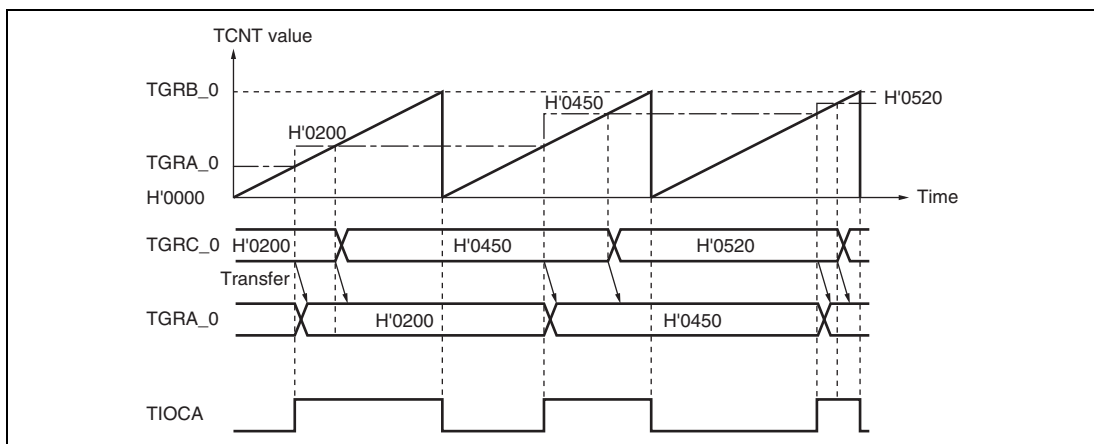 TCNT value
TGRB_0
H'0450
H'0520
H'0200
TGRA_0
H'0000
Time
TGRC_0
H'0200
H'0450
H'0520
Transfer
TGRA_0
H'0200
H'0450
TIOCA